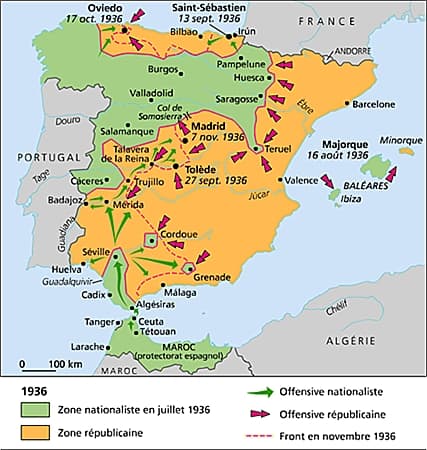 Oviedo
17 oct. 1936
Saint-Sébastien
13 sept. 1936
FRANCE
Bilbao
Irún
ANDORRE
Pampelune
Burgos
Huesca
Valladolid
Saragosse
Èbre
Barcelone
Col de
Somosierra
Douro
Salamanque
Madrid
7 nov. 1936
Majorque
16 août 1936
Minorque
Talavera
de la Reina
Teruel
PORTUGAL
Tolède
27 sept. 1936
Tage
Cáceres
Trujillo
Valence
BALÉARES
Ibiza
Júcar
Badajoz
Mérida
Guadiana
Cordoue
Séville
Huelva
Guadalquivir
Grenade
Cadix
Málaga
Algésiras
Tanger
Ceuta
Tétouan
Chélif
ALGÉRIE
Larache
MAROC
(protectorat espagnol)
0 100 km
MAROC
1936
Zone nationaliste en juillet 1936
Zone républicaine
Offensive nationaliste
Offensive républicaine
Front en novembre 1936